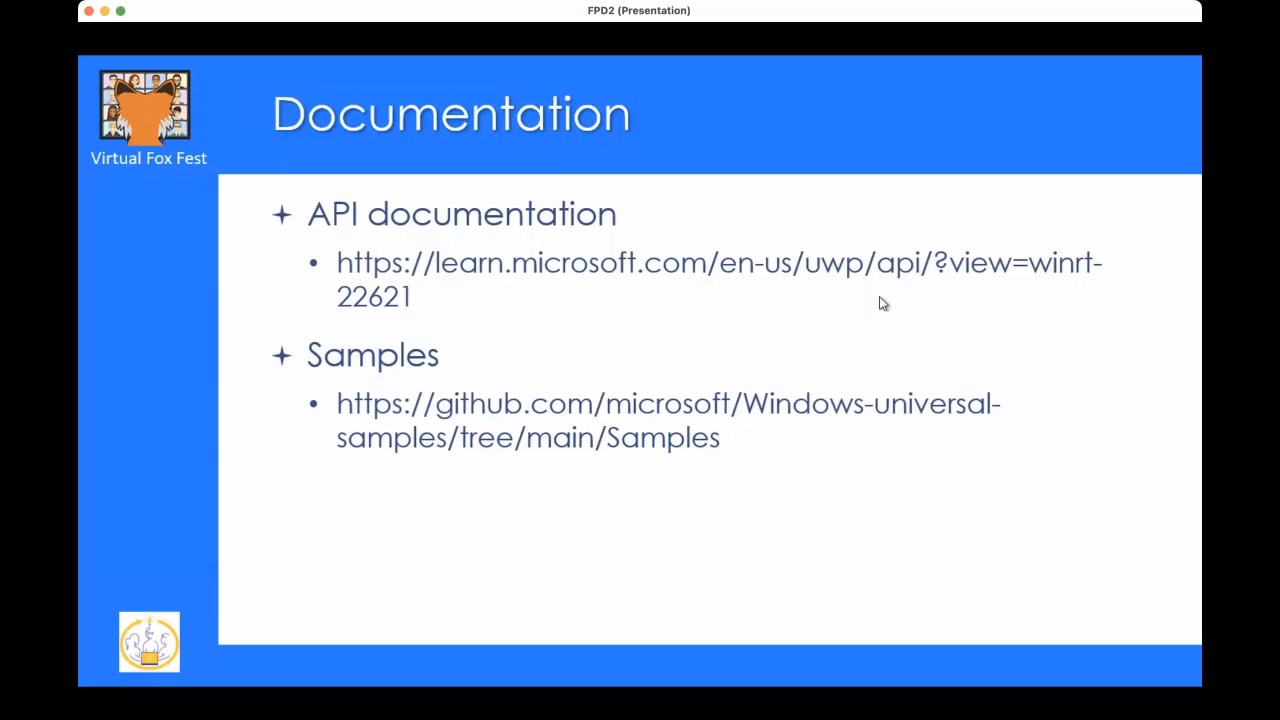 FPD2 (Presentation)
Virtual Fox Fest
Documentation
API documentation
https://learn.microsoft.com/en-us/uwp/api/?view=winrt-
22621
Samples
https://github.com/microsoft/Windows-universal-
samples/tree/main/Samples